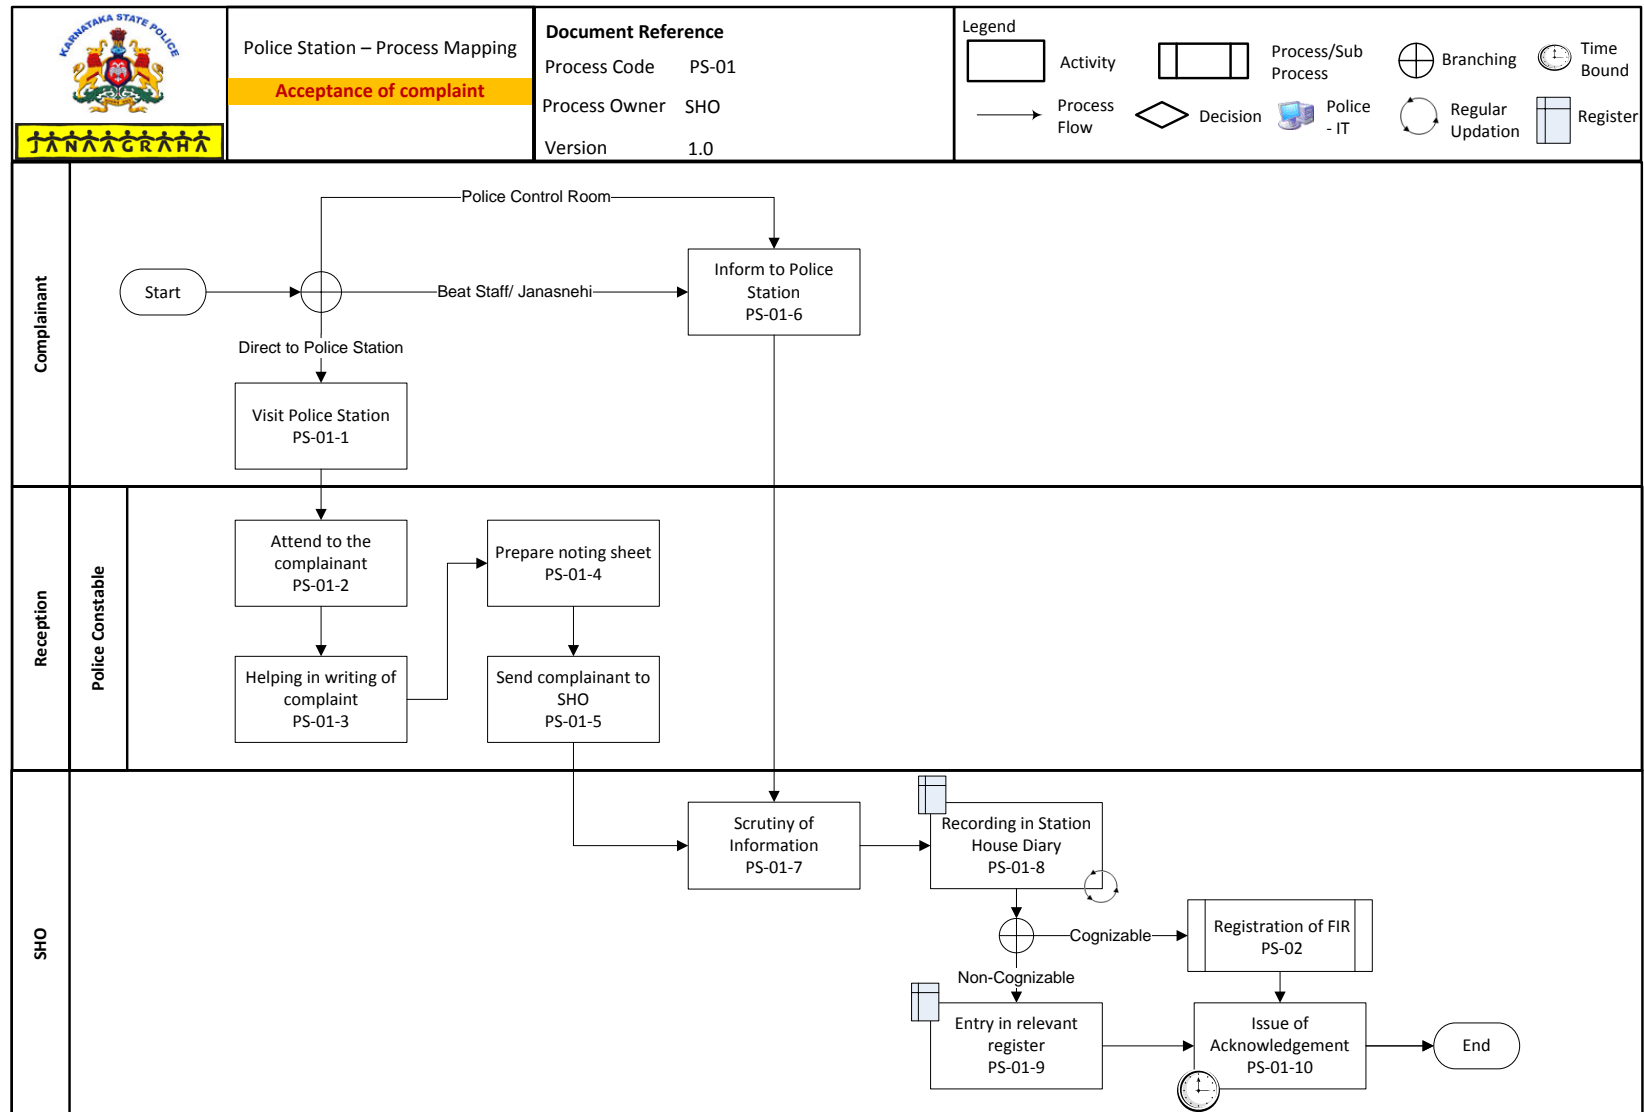 KARNATAKA STATE POLICE
JANAAGRAHA
Police Station – Process Mapping
Acceptance of complaint
Document Reference
Process Code PS-01
Process Owner SHO
Version 1.0
Legend
Activity
Process/Sub
Process
Branching
Time
Bound
Process
Flow
Decision
Police
- IT
Regular
Updation
Register
Complainant
Police Control Room
Start
Beat Staff/ Janasnehi
Inform to Police
Station
PS-01-6
Direct to Police Station
Visit Police Station
PS-01-1
Reception
Police Constable
Attend to the
complainant
PS-01-2
Prepare noting sheet
PS-01-4
Helping in writing of
complaint
PS-01-3
Send complainant to
SHO
PS-01-5
SHO
Scrutiny of
Information
PS-01-7
Recording in Station
House Diary
PS-01-8
Cognizable
Registration of FIR
PS-02
Non-Cognizable
Entry in relevant
register
PS-01-9
Issue of
Acknowledgement
PS-01-10
End